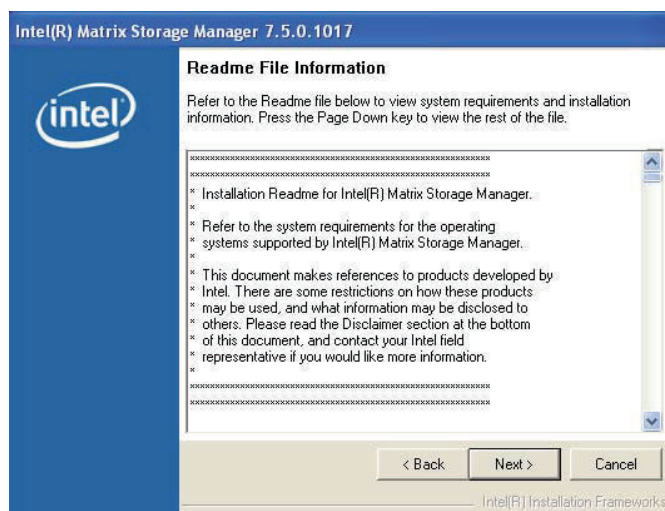 Intel(R) Matrix Storage Manager 7.5.0.1017
intel
Readme File Information
Refer to the Readme file below to view system requirements and installation
information. Press the Page Down key to view the rest of the file.
************************************************************
************************************************************
* Installation Readme for Intel(R) Matrix Storage Manager.
*
* Refer to the system requirements for the operating
* systems supported by Intel(R) Matrix Storage Manager.
*
* This document makes references to products developed by
* Intel. There are some restrictions on how these products
* may be used, and what information may be disclosed to
* others. Please read the Disclaimer section at the bottom
* of this document, and contact your Intel field
* representative if you would like more information.
*
************************************************************
************************************************************
< Back
Next >
Cancel
Intel(R) Installation Frameworks